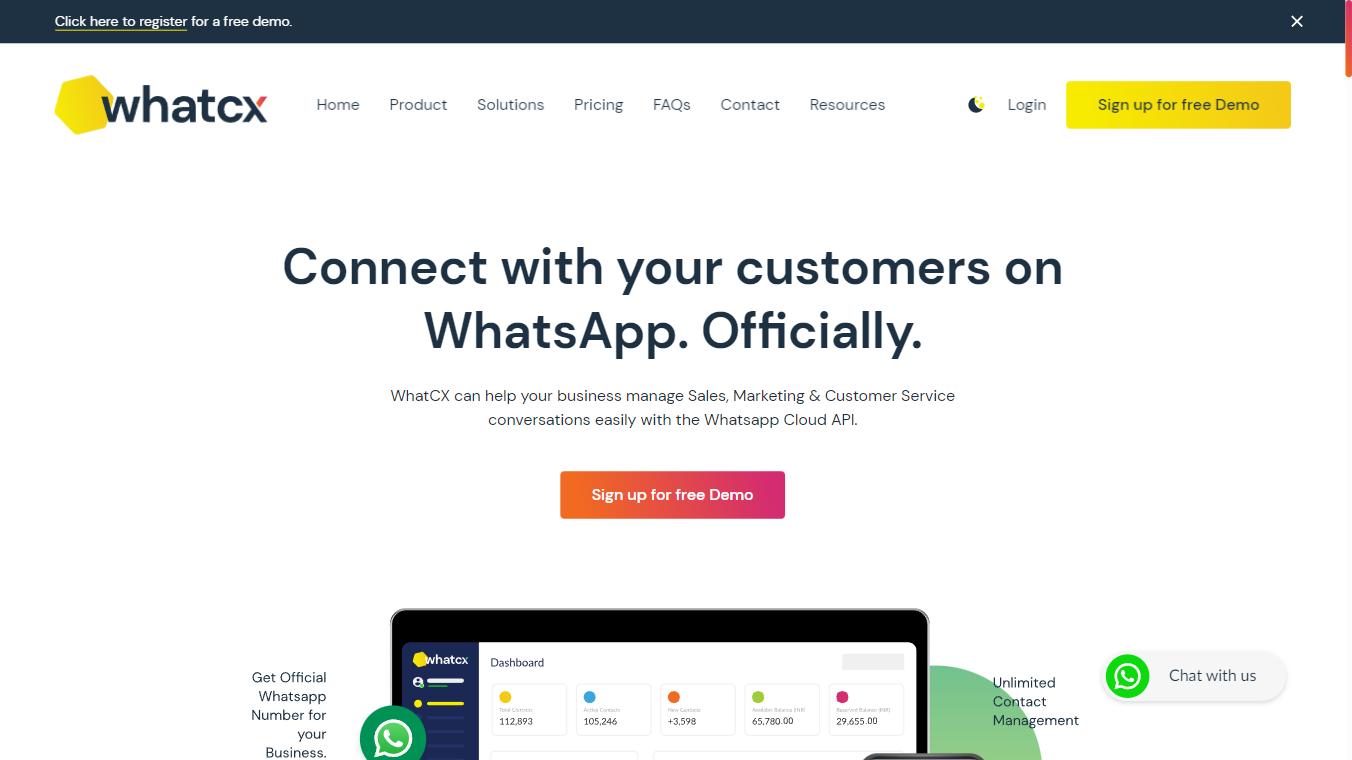 Click here to register for a free demo.
whatcx
Home
Product
Solutions
Pricing
FAQs
Contact
Resources
Login
Sign up for free Demo
Connect with your customers on
WhatsApp. Officially.
WhatCX can help your business manage Sales, Marketing & Customer Service
conversations easily with the Whatsapp Cloud API.
Sign up for free Demo
Get Official
Whatsapp
Number for
your
Business.
whatcx
Dashboard
Total Contacts
112,893
Active Contacts
105,246
New Contacts
+3,598
Available Balance (INR)
65,780.00
Reserved Balance (INR)
29,655.00
Unlimited
Contact
Management
Chat with us